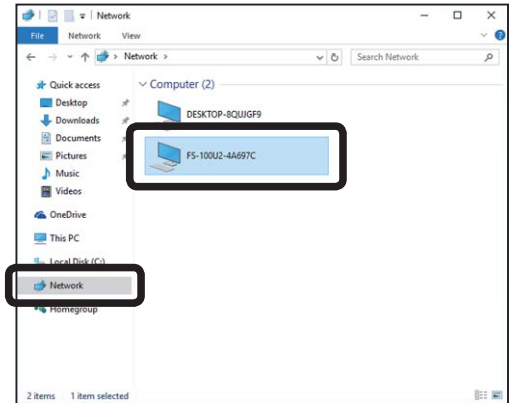 Network
File Network View
Network
Search Network
Quick access
Desktop
Downloads
Documents
Pictures
Music
Videos
OneDrive
This PC
Local Disk (C:)
Network
Homegroup
Computer (2)
DESKTOP-8QUJGF9
FS-100U2-4A697C
2 items 1 item selected